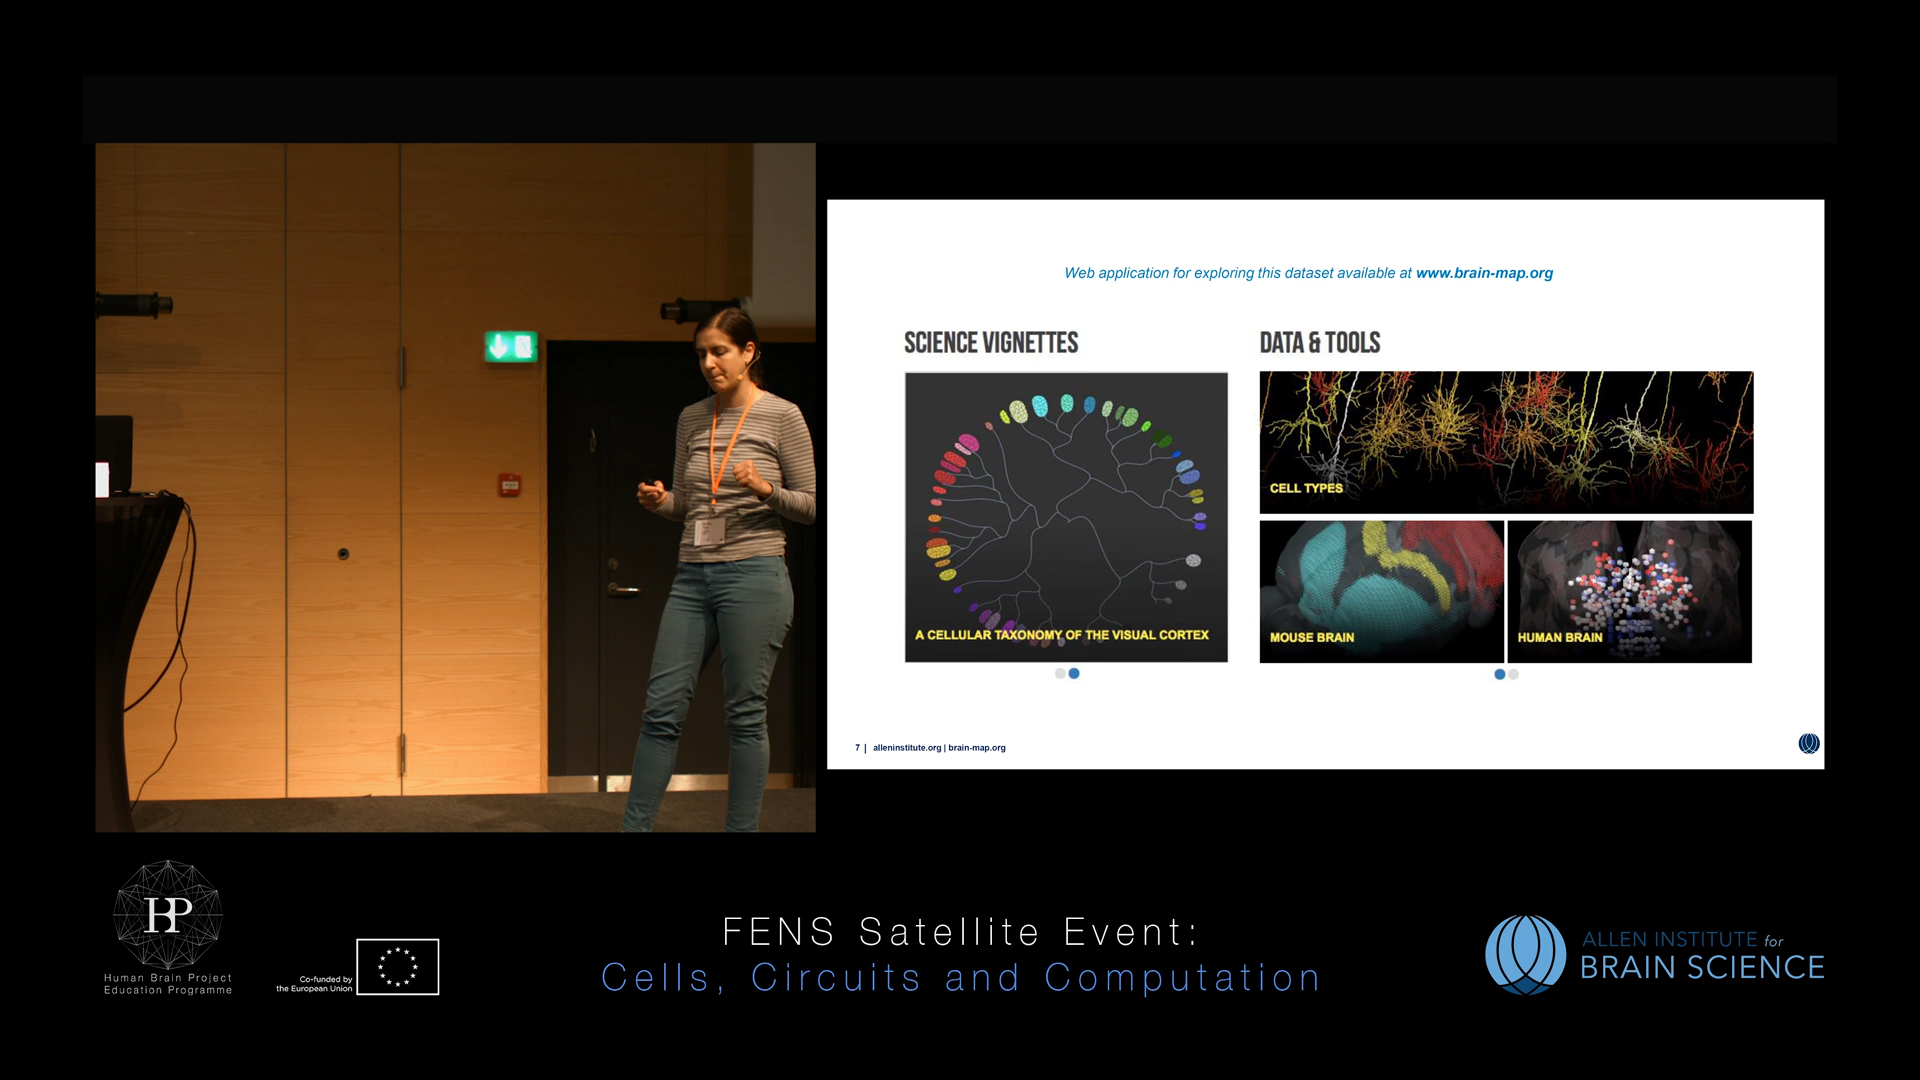 Web application for exploring this dataset available at www.brain-map.org
SCIENCE VIGNETTES
DATA & TOOLS
A CELLULAR TAXONOMY OF THE VISUAL CORTEX
CELL TYPES
MOUSE BRAIN
HUMAN BRAIN
7 | alleninstitute.org | brain-map.org
HBP
Human Brain Project
Education Programme
Co-funded by
the European Union
FENS Satellite Event:
Cells, Circuits and Computation
ALLEN INSTITUTE for
BRAIN SCIENCE